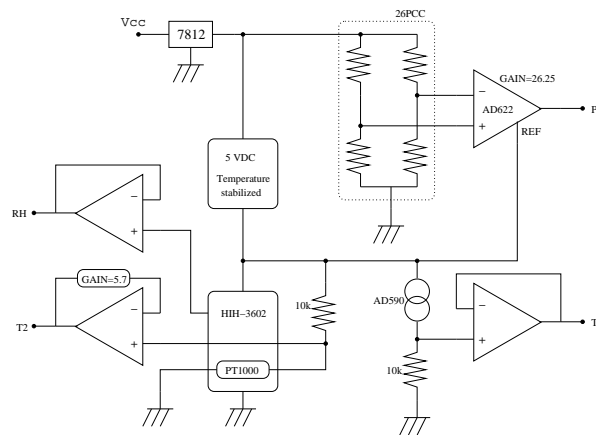 26PCC
Vcc
7812
GAIN=26.25
−
AD622
P
+
REF
5 VDC
Temperature
stabilized
RH
−
+
GAIN=5.7
T2
−
+
10k
HIH−3602
PT1000
AD590
10k
−
+
T